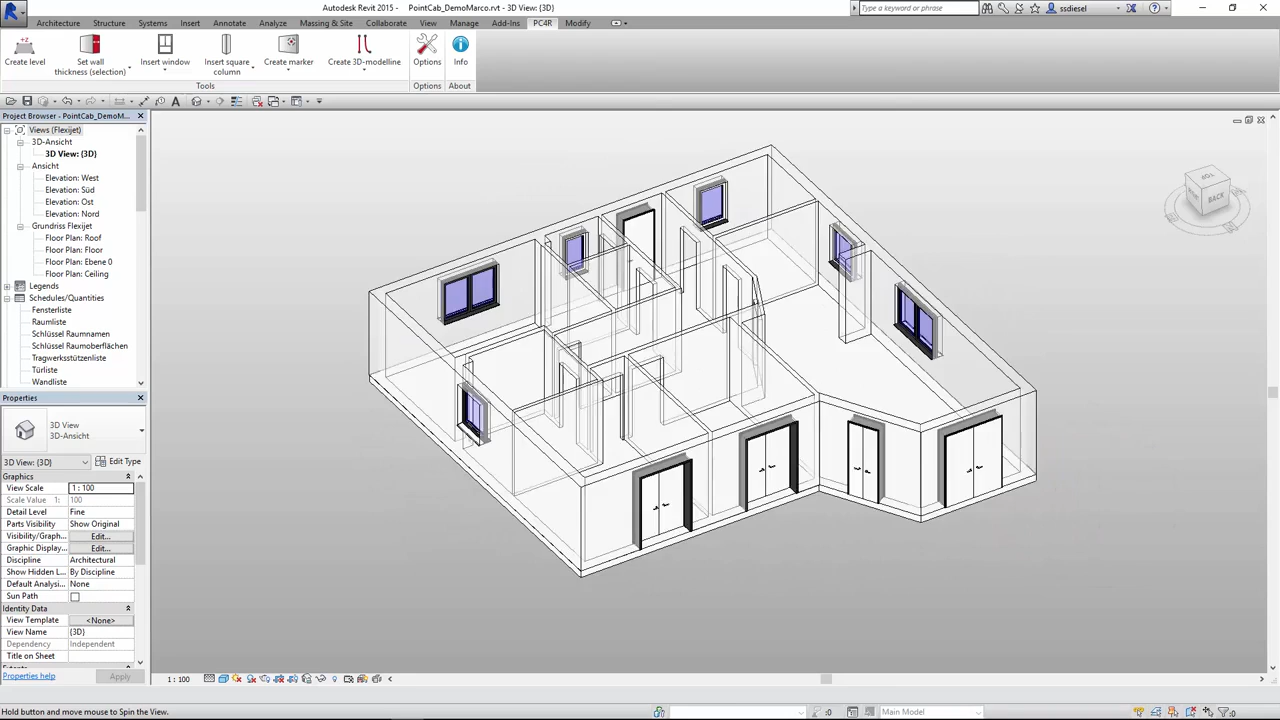 Autodesk Revit 2015 - PointCab_DemoMarco.rvt - 3D View: {3D}
Type a keyword or phrase
ssdiesel
Architecture Structure Systems Insert Annotate Analyze Massing & Site Collaborate View Manage Add-Ins PC4R Modify
Create level
Set wall
thickness (selection)
Insert window
Insert square
column
Create marker
Create 3D-modelline
Options
Info
Tools
Options
About
Project Browser - PointCab_DemoM...
Views (Flexijet)
3D-Ansicht
3D View: {3D}
Ansicht
Elevation: West
Elevation: Süd
Elevation: Ost
Elevation: Nord
Grundriss Flexijet
Floor Plan: Roof
Floor Plan: Floor
Floor Plan: Ebene 0
Floor Plan: Ceiling
Legends
Schedules/Quantities
Fensterliste
Raumliste
Schlüssel Raumnamen
Schlüssel Raumoberflächen
Tragwerksstützenliste
Türliste
Wandliste
BACK
Properties
3D View
3D-Ansicht
3D View: {3D}
Edit Type
Graphics
View Scale 1 : 100
Scale Value 1: 100
Detail Level Fine
Parts Visibility Show Original
Visibility/Graph... Edit...
Graphic Display... Edit...
Discipline Architectural
Show Hidden L... By Discipline
Default Analysi... None
Sun Path
Identity Data
View Template <None>
View Name {3D}
Dependency Independent
Title on Sheet
Properties help
Apply
1 : 100
Hold button and move mouse to Spin the View.
:0
Main Model
:0